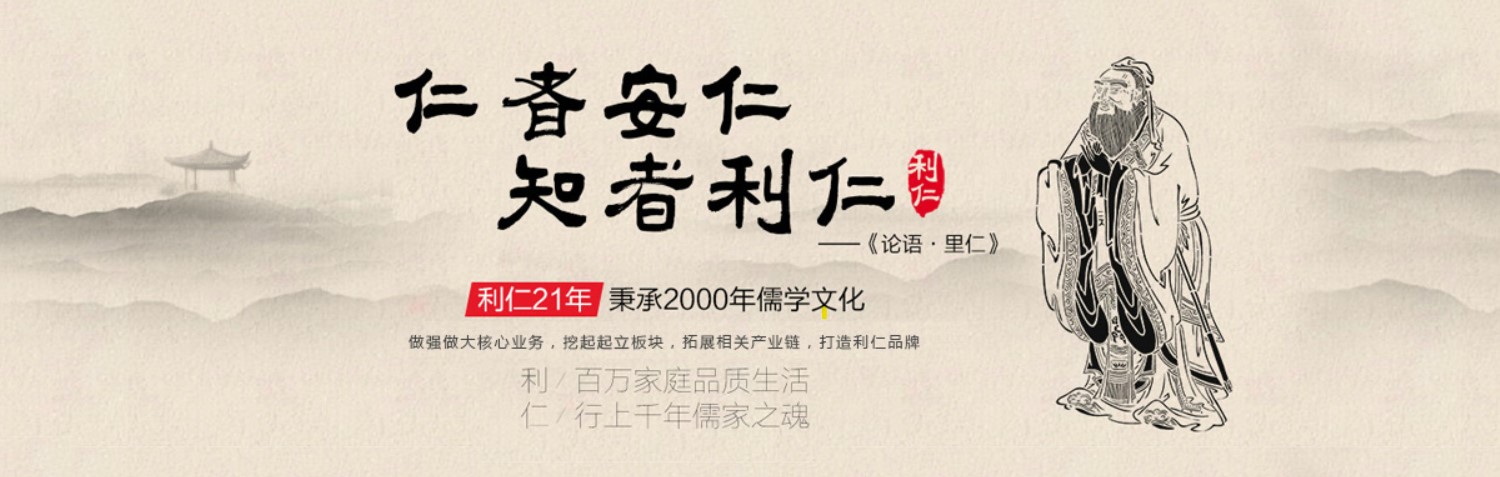 仁者安仁
知者利仁
利仁
——《论语·里仁》
利仁21年 秉承2000年儒学文化
做强做大核心业务，挖起起立板块，拓展相关产业链，打造利仁品牌
利/百万家庭品质生活
仁/行上千年儒家之魂